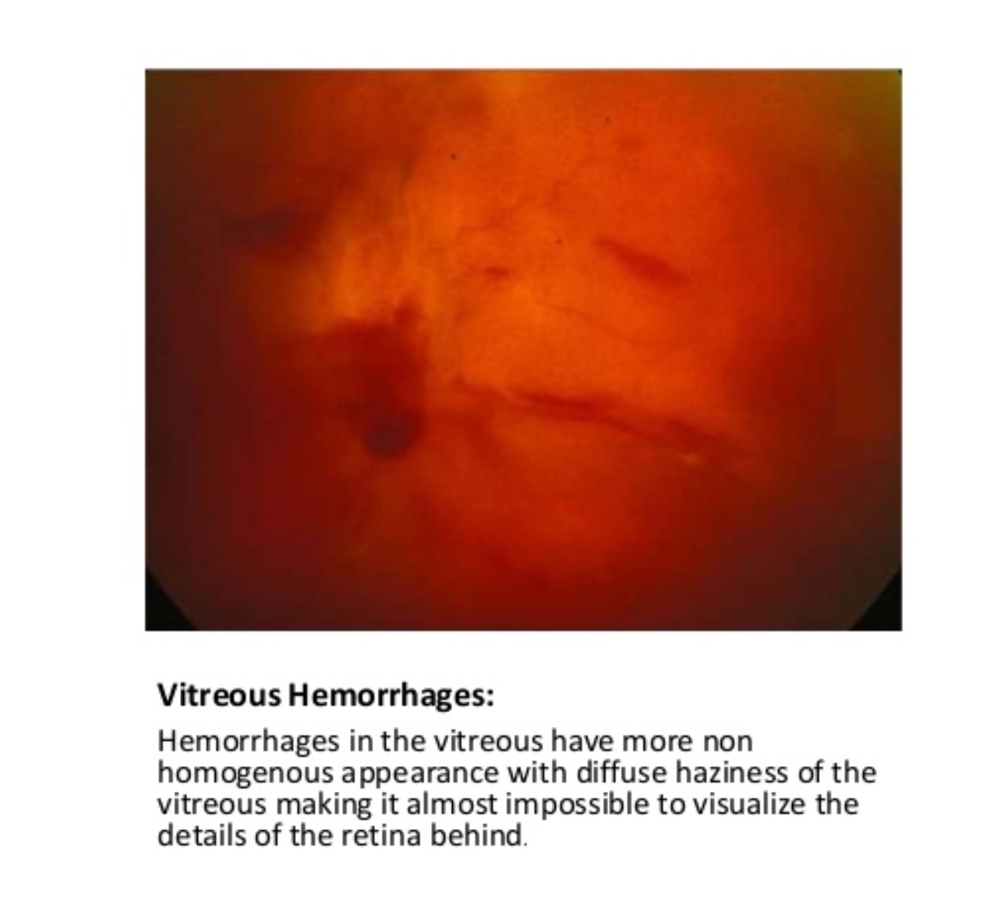 Vitreous Hemorrhages:
Hemorrhages in the vitreous have more non
homogenous appearance with diffuse haziness of the
vitreous making it almost impossible to visualize the
details of the retina behind.